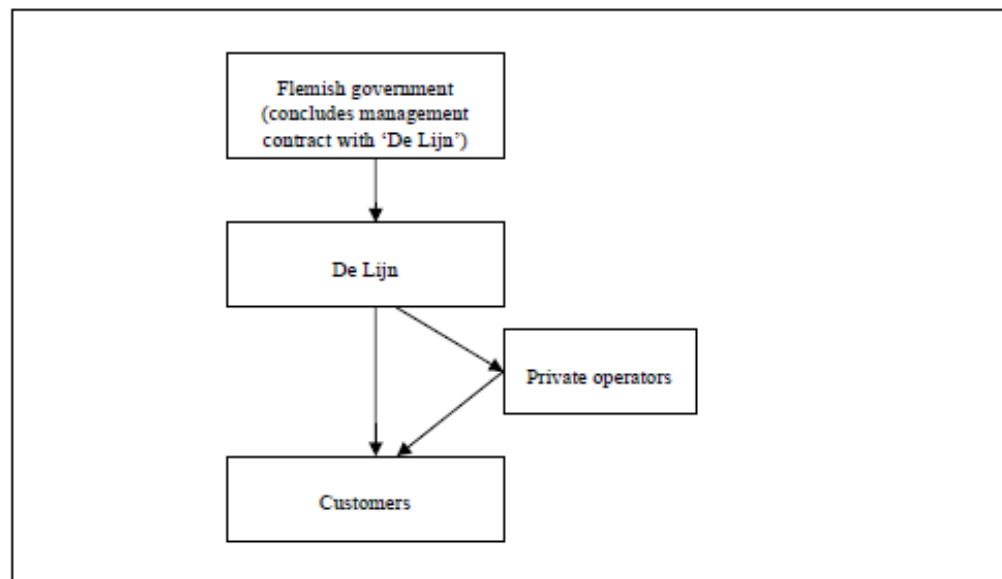 Flemish government
(concludes management
contract with ‘De Lijn’)
De Lijn
Private operators
Customers